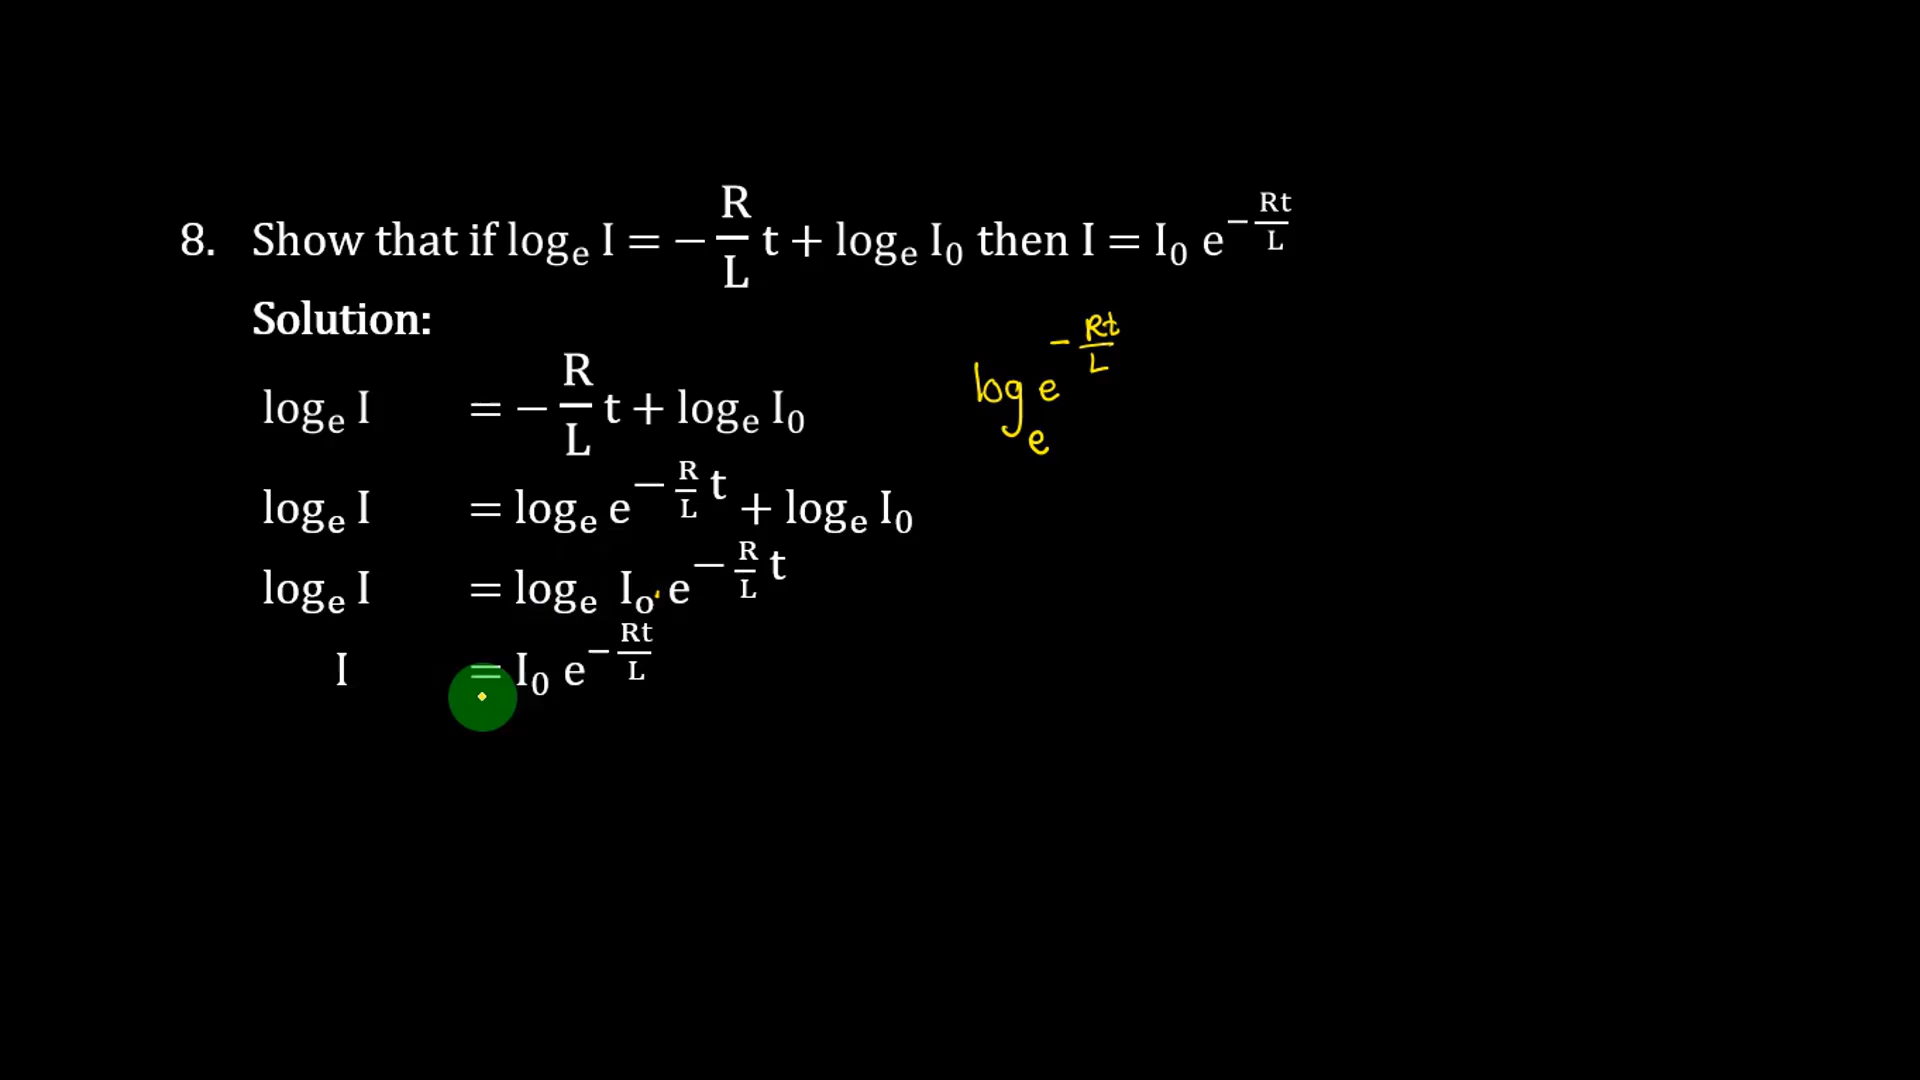 8. Show that if logₑ I = − R/L t + logₑ I₀ then I = I₀ e^(−Rt/L)
Solution:
logₑ I = − R/L t + logₑ I₀
logₑ e^(−Rt/L)
logₑ I = logₑ e^(−R/L t) + logₑ I₀
logₑ I = logₑ Iₒ·e^(−R/L t)
I = I₀ e^(−Rt/L)